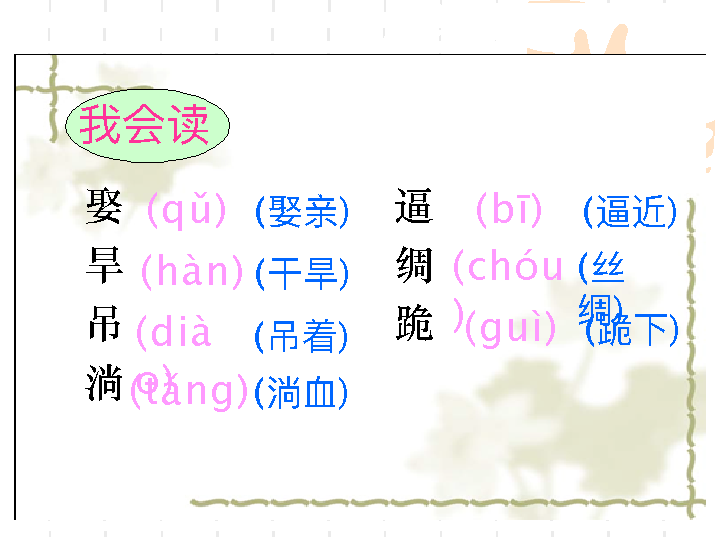 我会读
娶 (qǔ) (娶亲) 逼 (bī) (逼近)
旱 (hàn) (干旱) 绸 (chóu) (丝绸)
吊 (diào) (吊着) 跪 (guì) (跪下)
淌 (tǎng) (淌血)